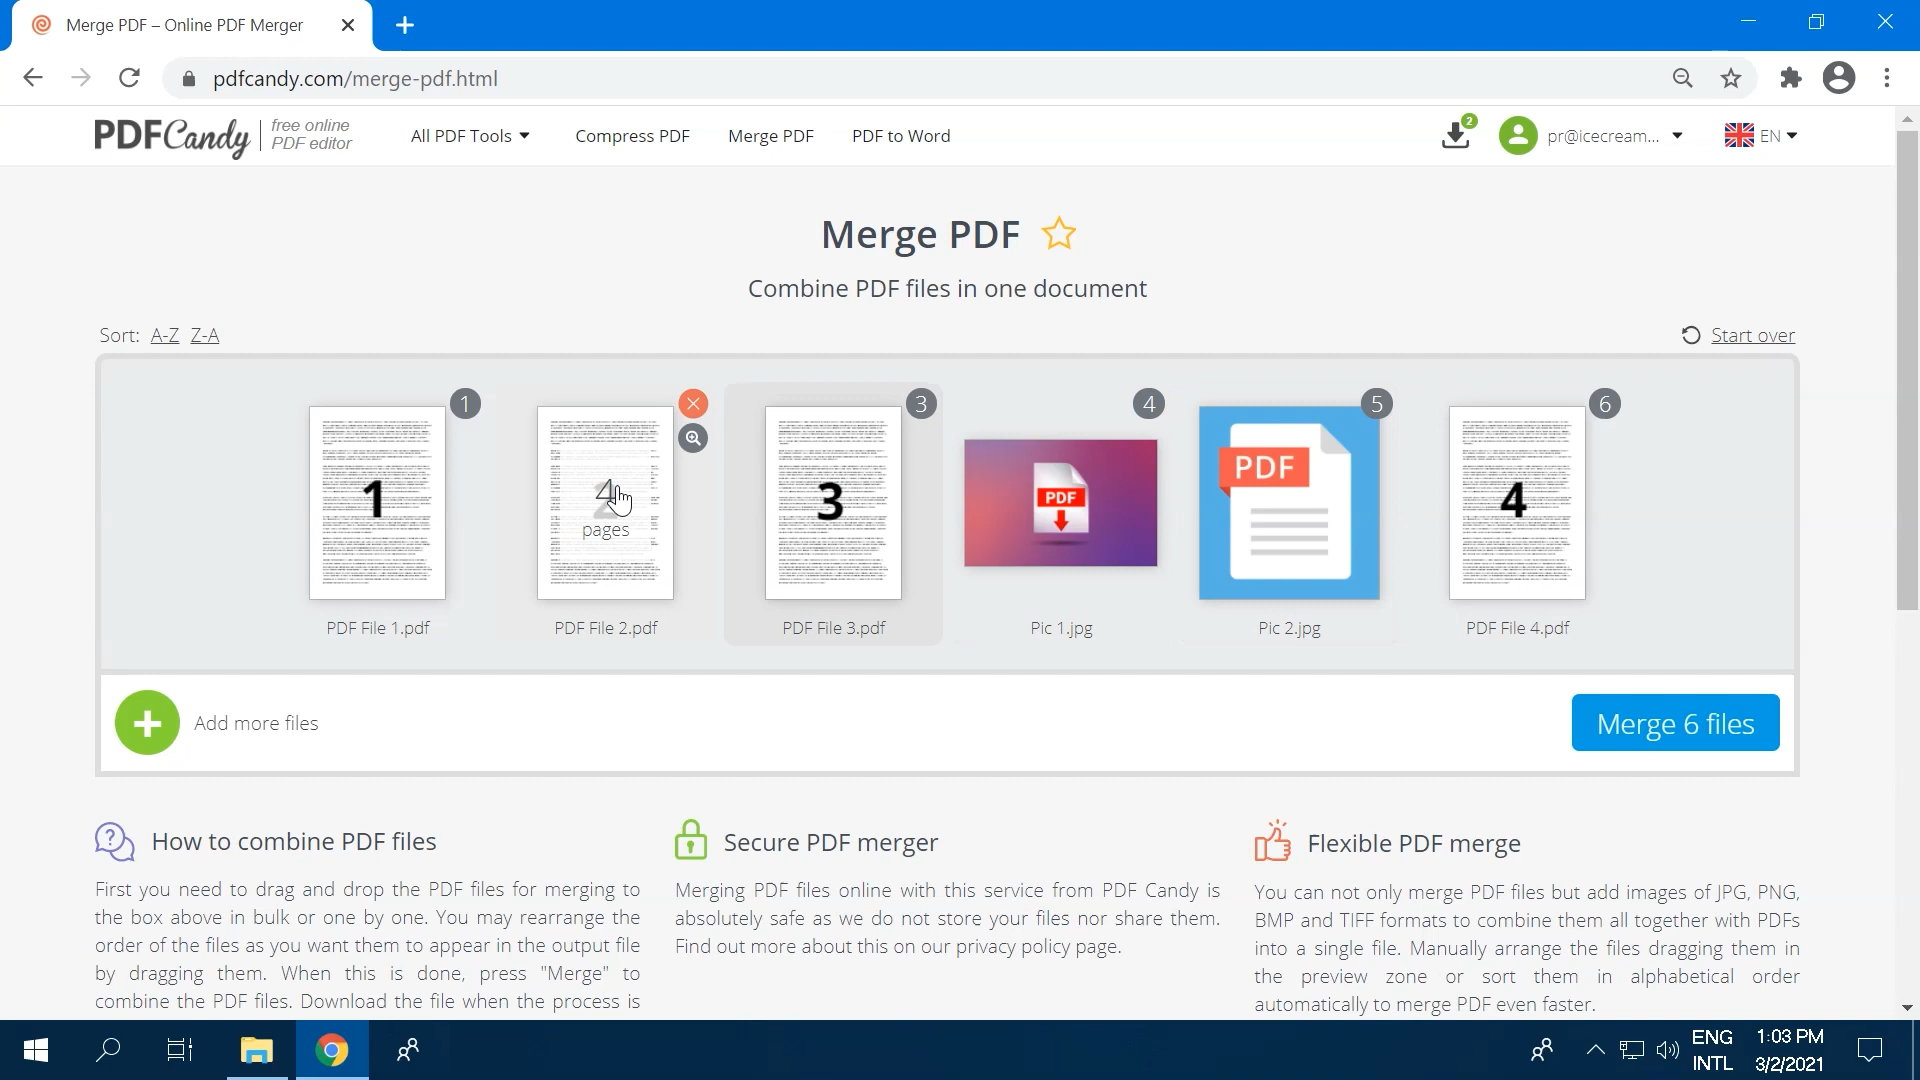 Merge PDF – Online PDF Merger
pdfcandy.com/merge-pdf.html
PDFCandy
free online
PDF editor
All PDF Tools
Compress PDF
Merge PDF
PDF to Word
2
pr@icecream...
EN
Merge PDF
Combine PDF files in one document
Sort: A-Z Z-A
Start over
1
3
4
5
6
1
4
pages
3
PDF
PDF
4
PDF File 1.pdf
PDF File 2.pdf
PDF File 3.pdf
Pic 1.jpg
Pic 2.jpg
PDF File 4.pdf
Add more files
Merge 6 files
How to combine PDF files
First you need to drag and drop the PDF files for merging to
the box above in bulk or one by one. You may rearrange the
order of the files as you want them to appear in the output file
by dragging them. When this is done, press "Merge" to
combine the PDF files. Download the file when the process is
Secure PDF merger
Merging PDF files online with this service from PDF Candy is
absolutely safe as we do not store your files nor share them.
Find out more about this on our privacy policy page.
Flexible PDF merge
You can not only merge PDF files but add images of JPG, PNG,
BMP and TIFF formats to combine them all together with PDFs
into a single file. Manually arrange the files dragging them in
the preview zone or sort them in alphabetical order
automatically to merge PDF even faster.
ENG
INTL
1:03 PM
3/2/2021